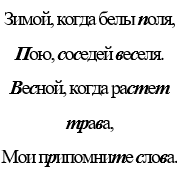 Зимой, когда белы поля,
Пою, соседей веселя.
Весной, когда растет
трава,
Мои припомните слова.